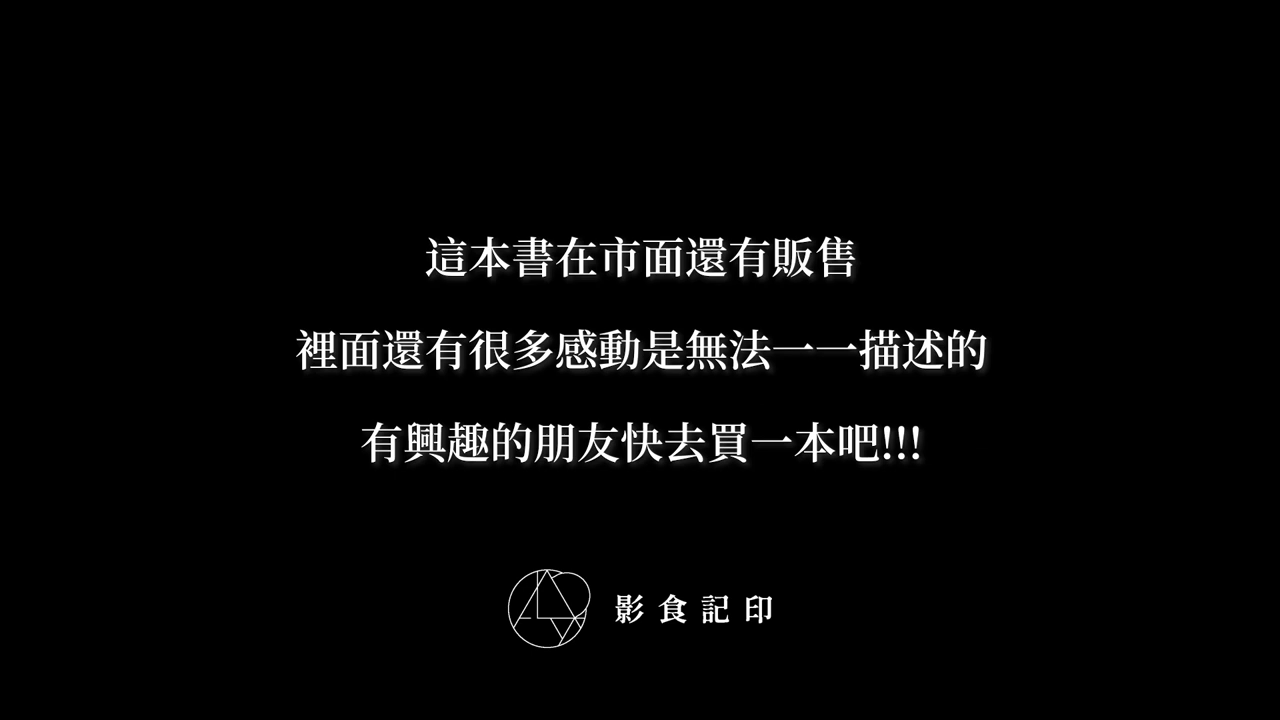 這本書在市面還有販售
裡面還有很多感動是無法一一描述的
有興趣的朋友快去買一本吧!!!
影食記印